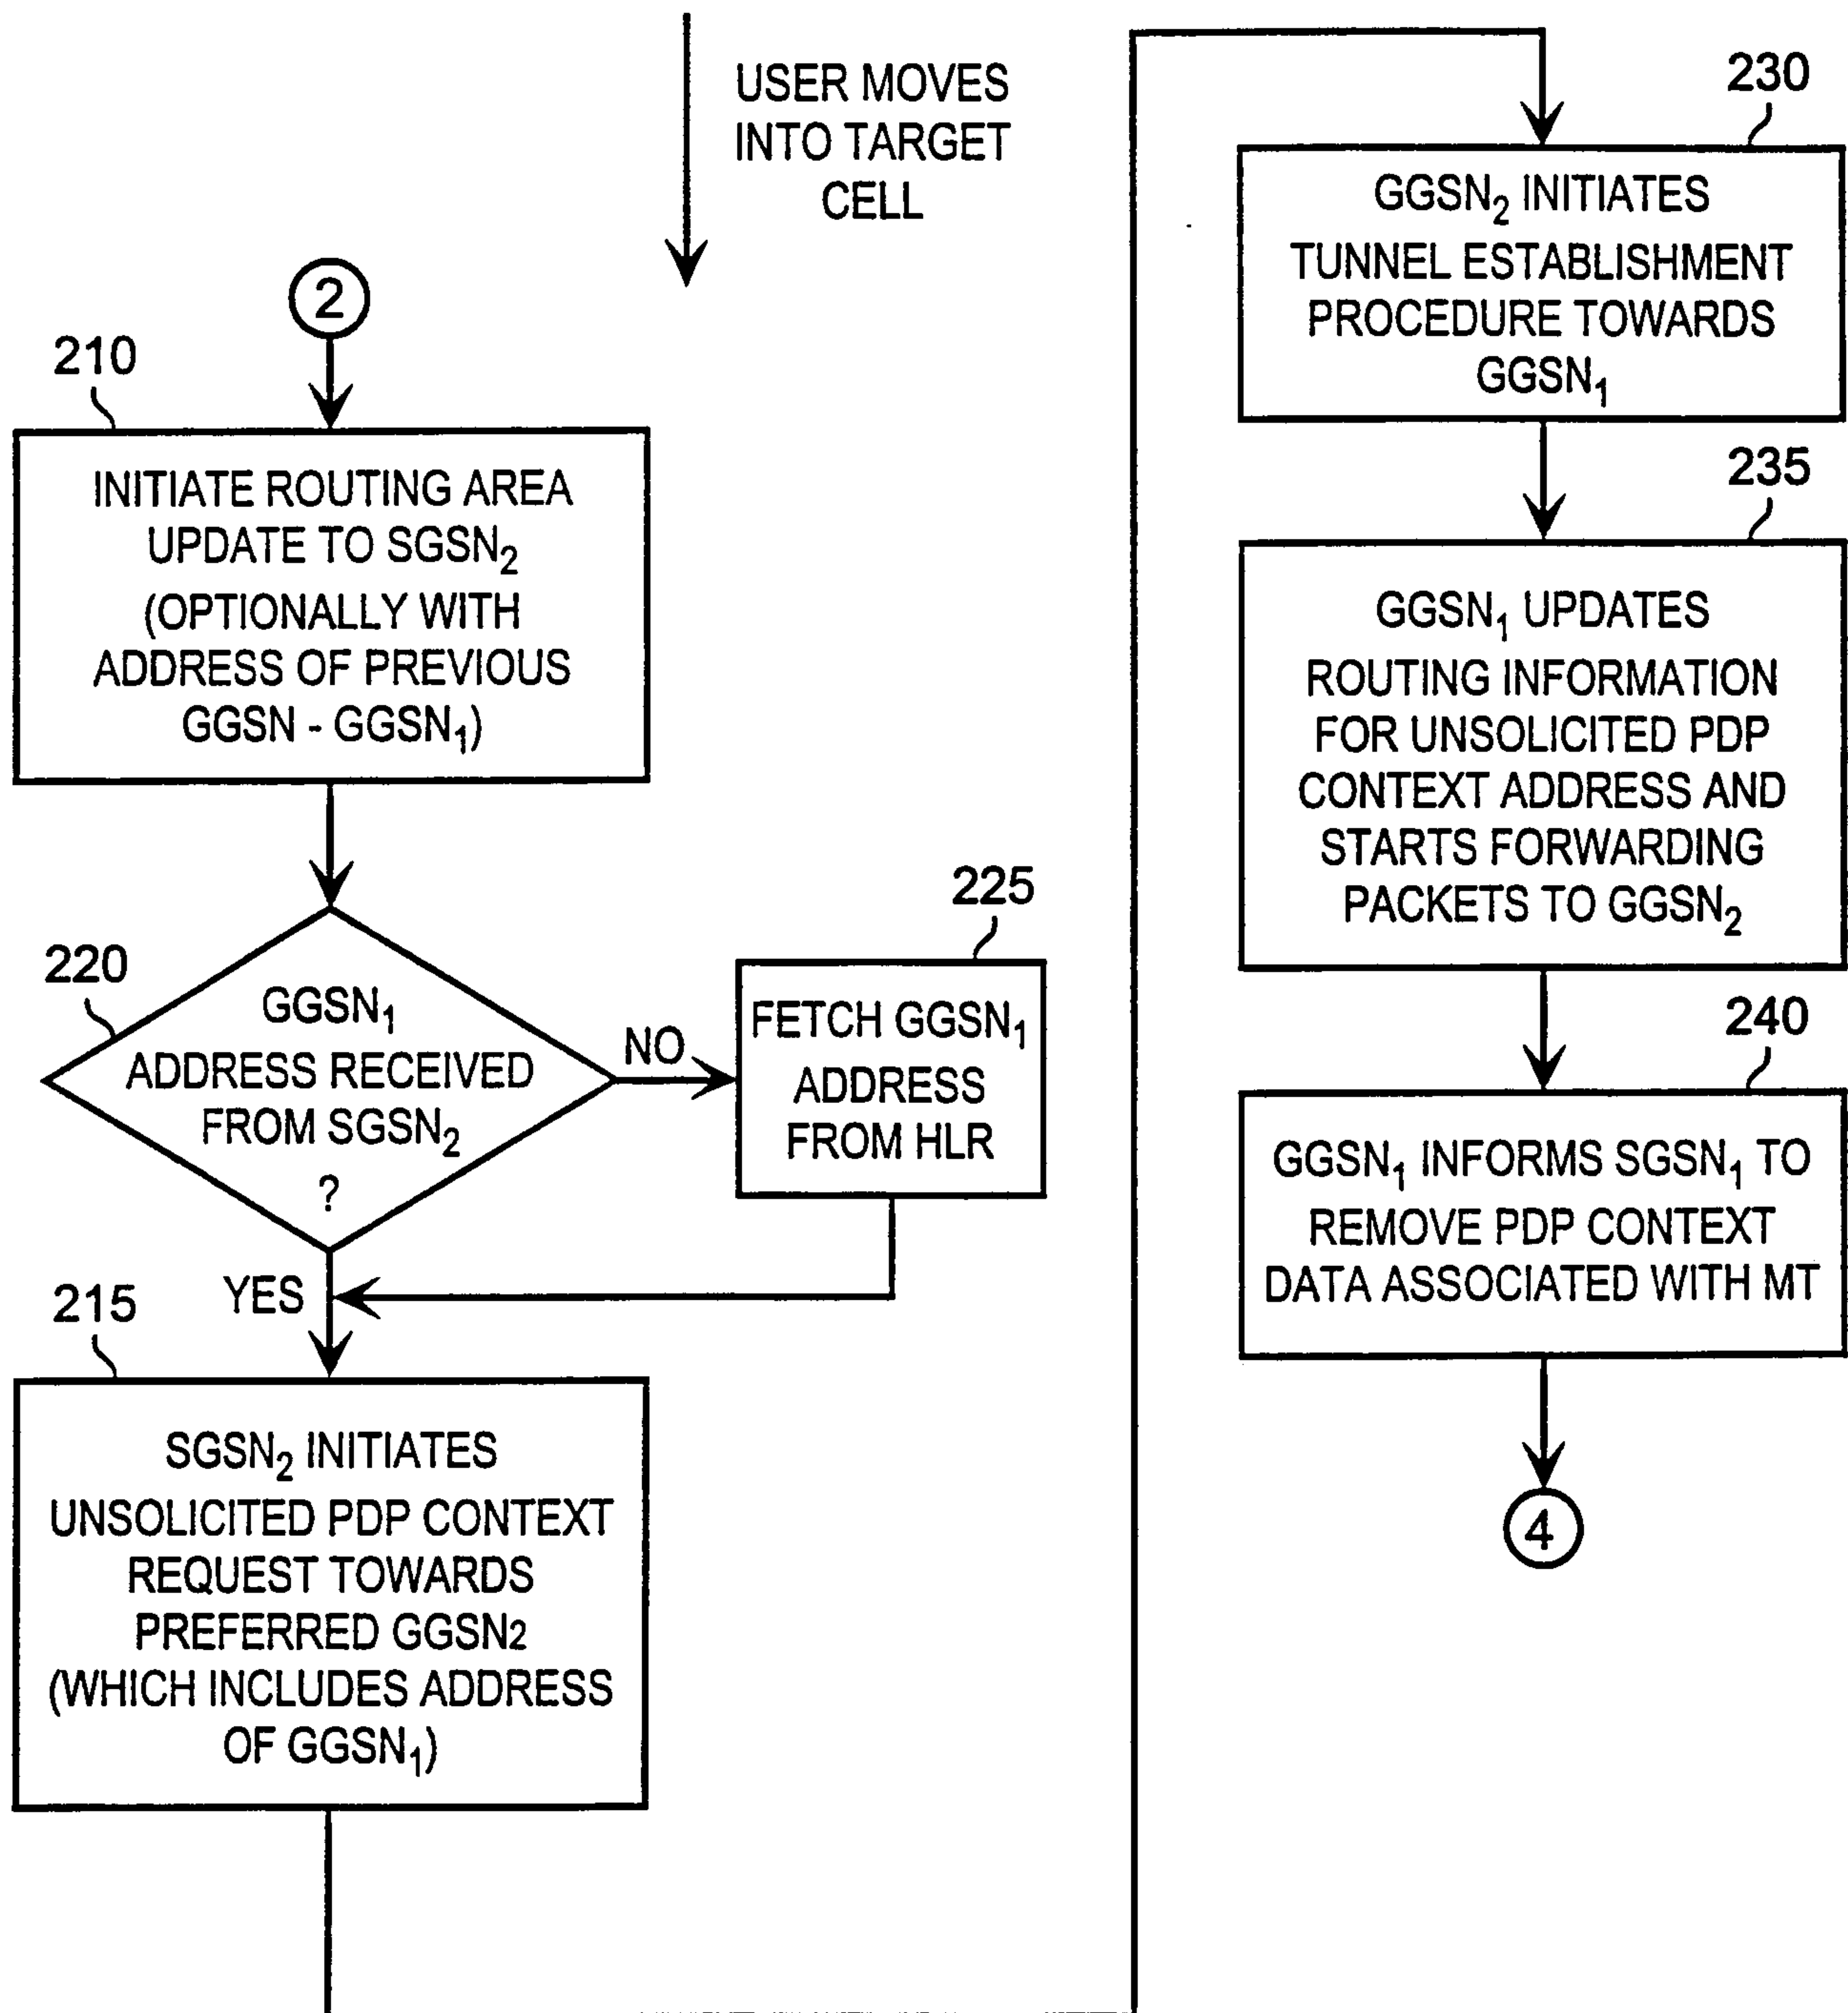 USER MOVES
INTO TARGET
CELL
2
210
INITIATE ROUTING AREA
UPDATE TO SGSN₂
(OPTIONALLY WITH
ADDRESS OF PREVIOUS
GGSN - GGSN₁)
220
GGSN₁
ADDRESS RECEIVED
FROM SGSN₂
?
NO
225
FETCH GGSN₁
ADDRESS
FROM HLR
YES
215
SGSN₂ INITIATES
UNSOLICITED PDP CONTEXT
REQUEST TOWARDS
PREFERRED GGSN2
(WHICH INCLUDES ADDRESS
OF GGSN₁)
230
GGSN₂ INITIATES
TUNNEL ESTABLISHMENT
PROCEDURE TOWARDS
GGSN₁
235
GGSN₁ UPDATES
ROUTING INFORMATION
FOR UNSOLICITED PDP
CONTEXT ADDRESS AND
STARTS FORWARDING
PACKETS TO GGSN₂
240
GGSN₁ INFORMS SGSN₁ TO
REMOVE PDP CONTEXT
DATA ASSOCIATED WITH MT
4